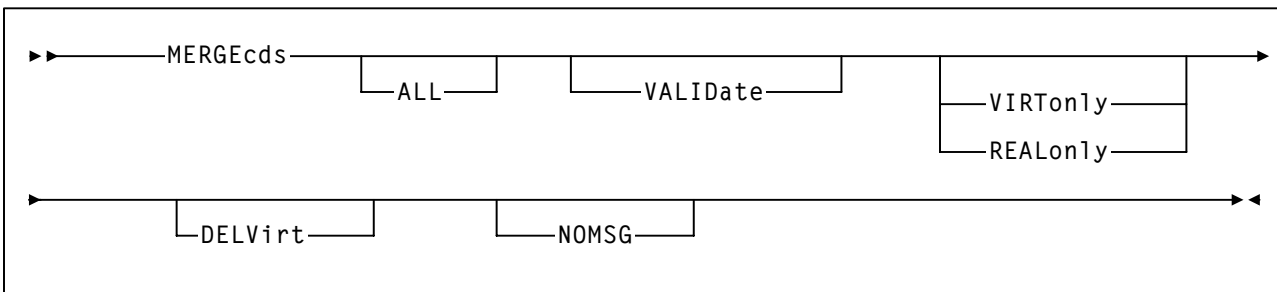 MERGEcds
ALL
VALIDate
VIRTonly
REALonly
DELVirt
NOMSG